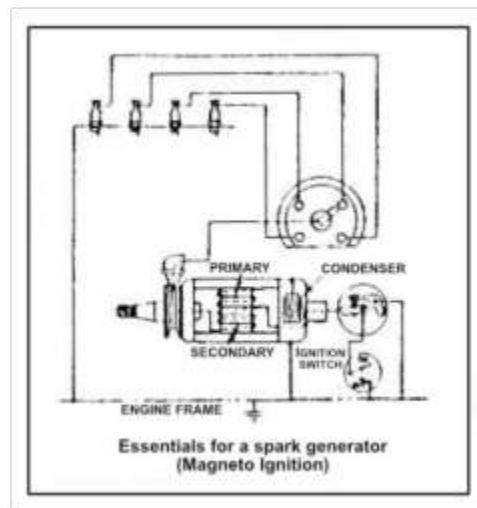 PRIMARY
CONDENSER
SECONDARY
IGNITION
SWITCH
ENGINE FRAME
Essentials for a spark generator
(Magneto Ignition)